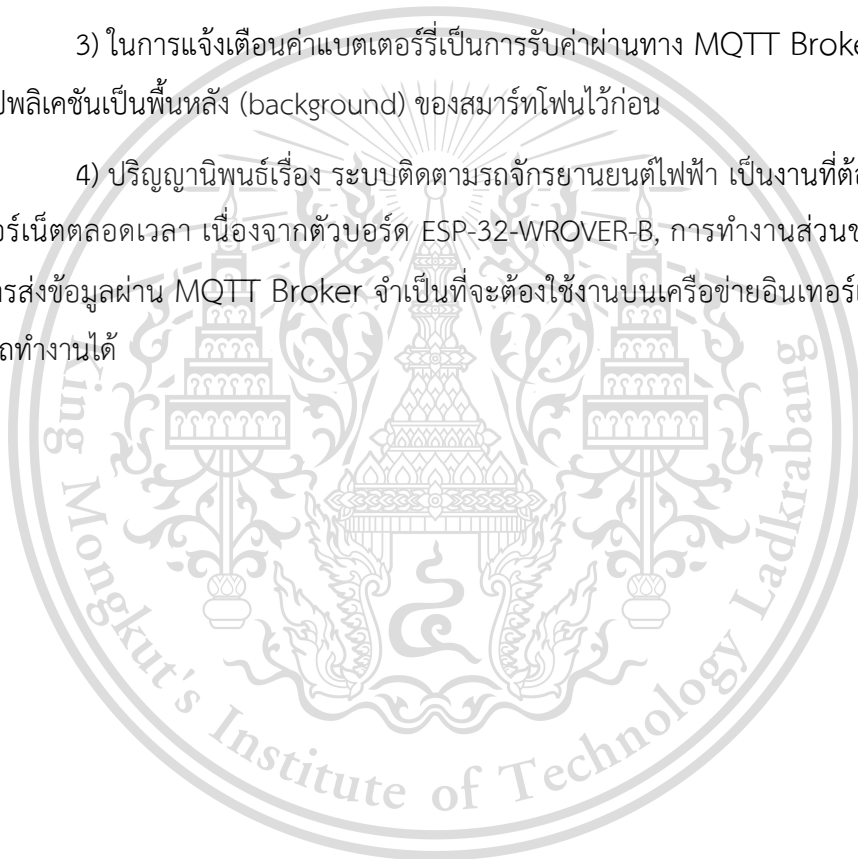 3) ในการแจ้งเตือนค่าแบตเตอร์รี่เป็นการรับค่าผ่านทาง MQTT Broke
ปพลิเคชันเป็นพื้นหลัง (background) ของสมาร์ทโฟนไว้ก่อน
4) ปริญญานิพนธ์เรื่อง ระบบติดตามรถจักรยานยนต์ไฟฟ้า เป็นงานที่ต้อ
อร์เน็ตตลอดเวลา เนื่องจากตัวบอร์ด ESP-32-WROVER-B, การทำงานส่วนข
ารส่งข้อมูลผ่าน MQTT Broker จำเป็นที่จะต้องใช้งานบนเครือข่ายอินเทอร์เ
ถทำงานได้
King Mongkut's Institute of Technology Ladkrabang